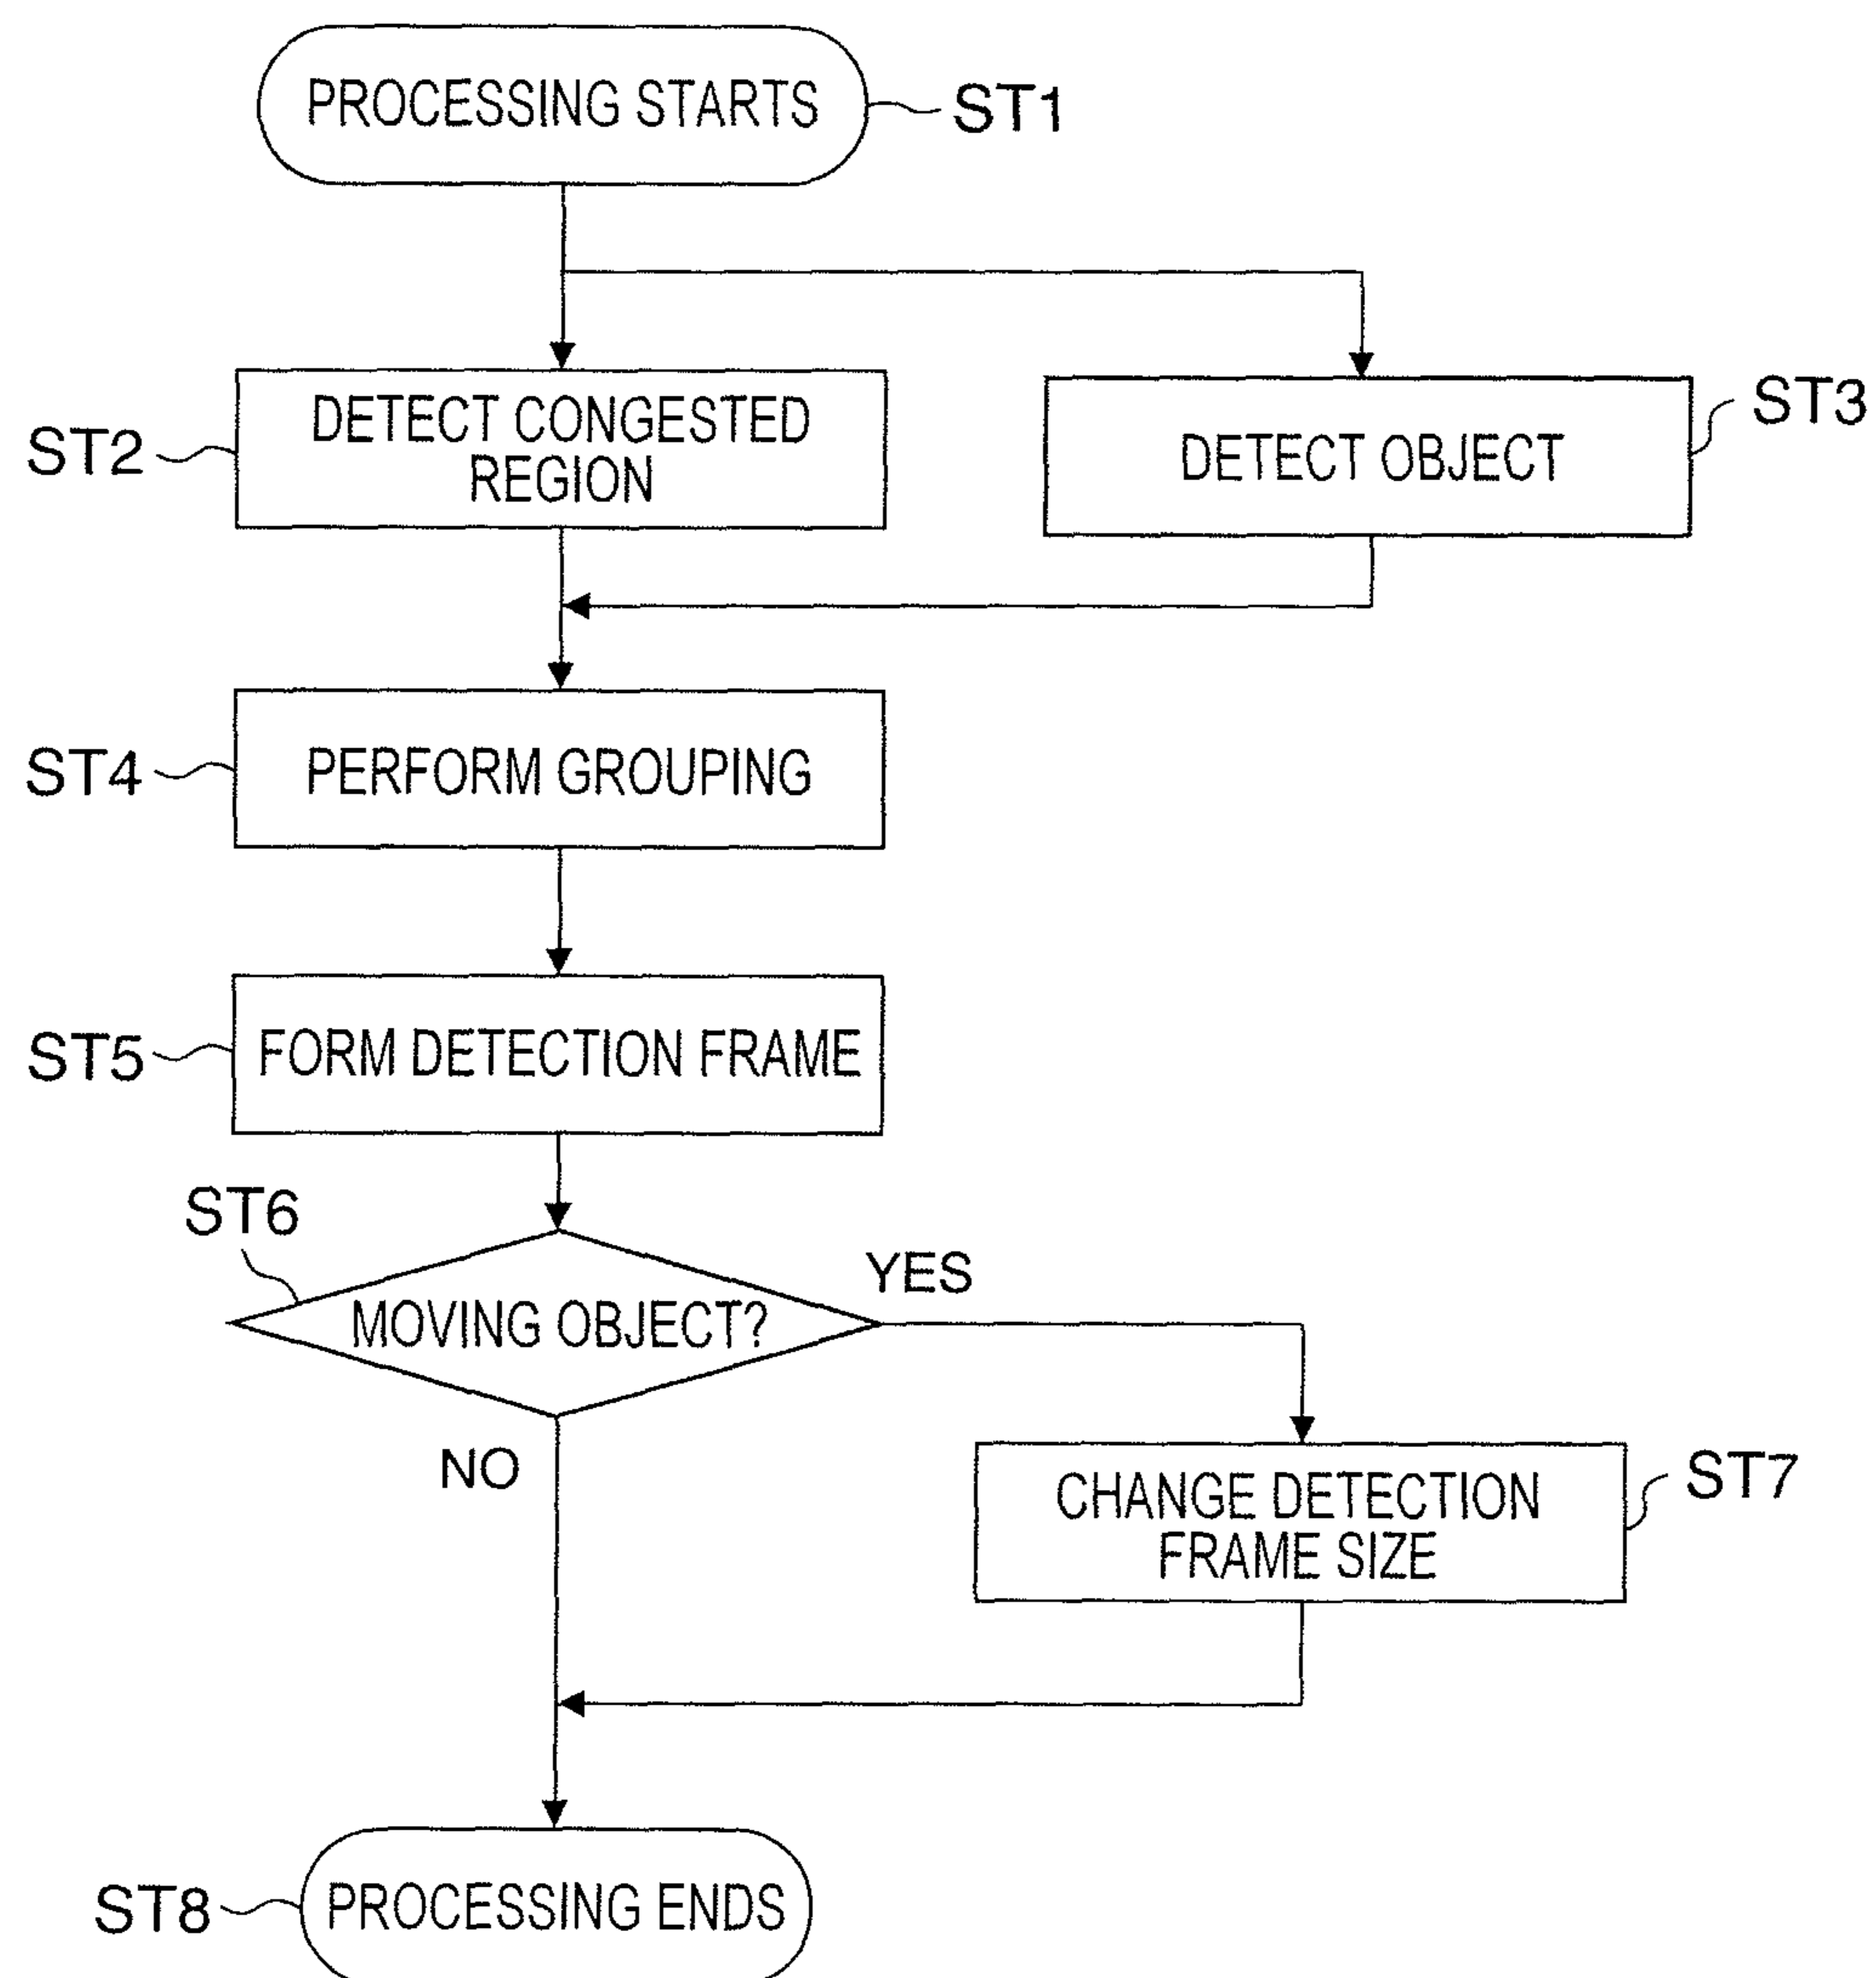 PROCESSING STARTS
ST1
ST2
DETECT CONGESTED
REGION
DETECT OBJECT
ST3
ST4
PERFORM GROUPING
ST5
FORM DETECTION FRAME
ST6
MOVING OBJECT?
YES
NO
CHANGE DETECTION
FRAME SIZE
ST7
ST8
PROCESSING ENDS